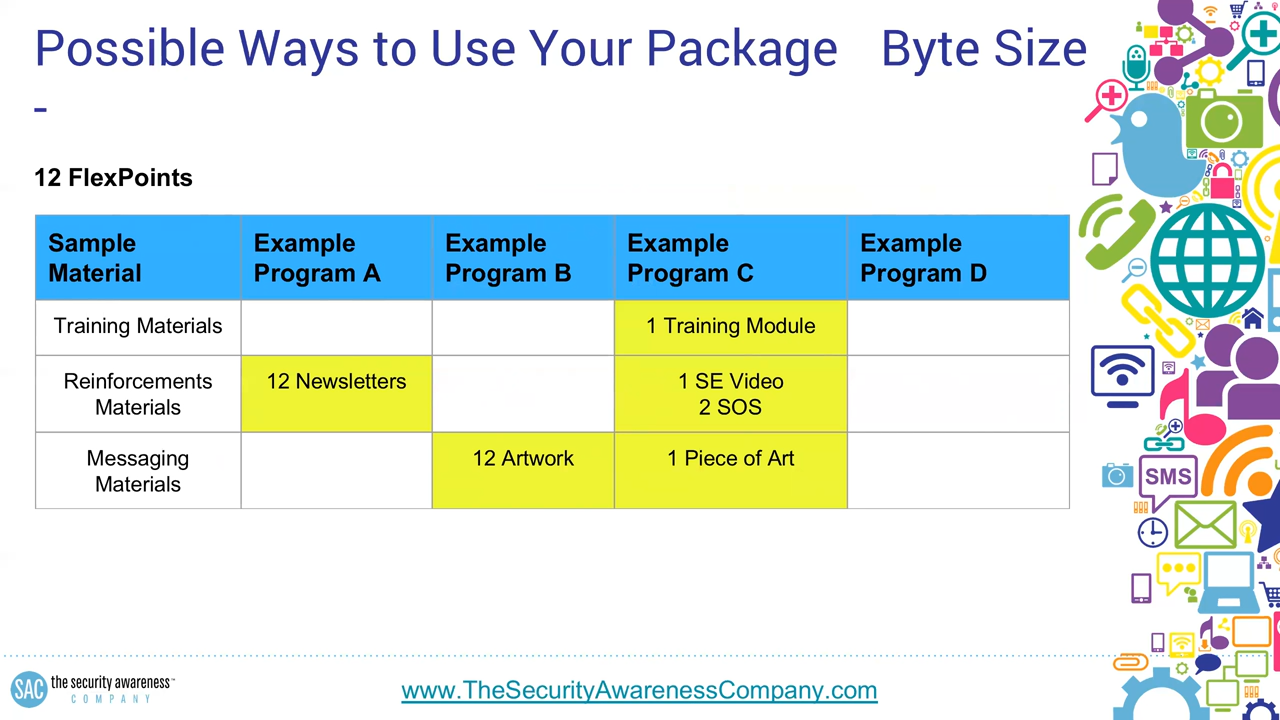 Possible Ways to Use Your Package Byte Size
-
12 FlexPoints
Sample Material
Example Program A
Example Program B
Example Program C
Example Program D
Training Materials
1 Training Module
Reinforcements Materials
12 Newsletters
1 SE Video
2 SOS
Messaging Materials
12 Artwork
1 Piece of Art
SMS
SAC the security awareness™
COMPANY
www.TheSecurityAwarenessCompany.com